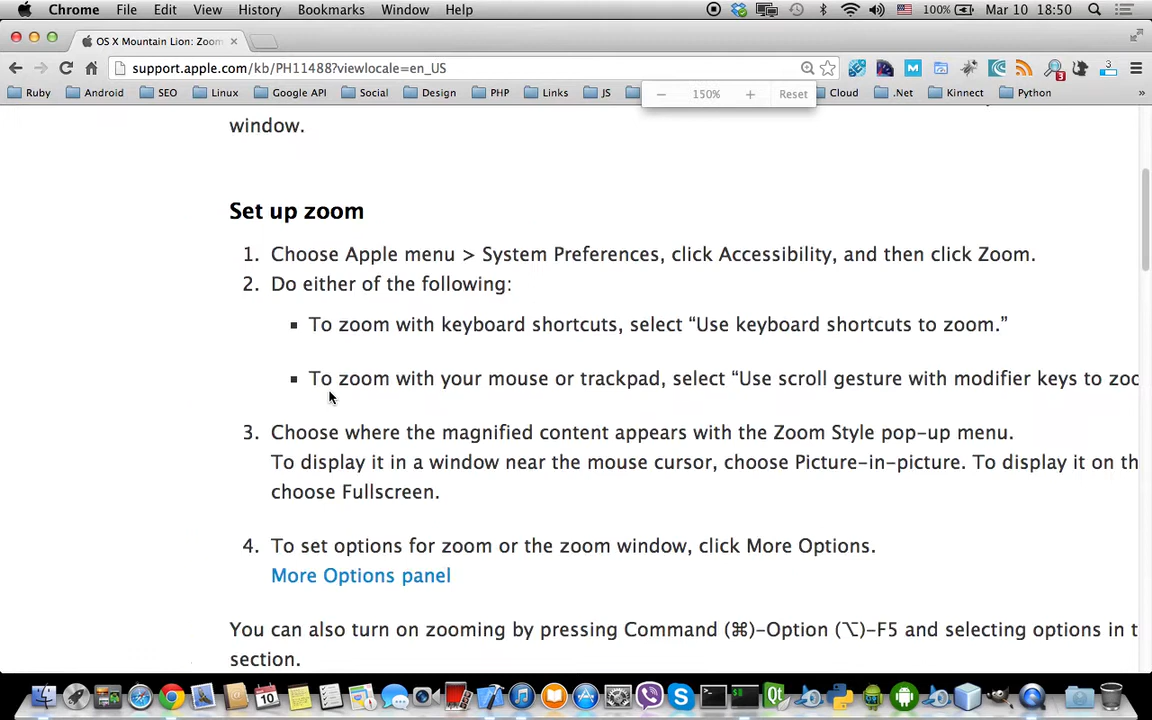 Chrome File Edit View History Bookmarks Window Help 100% Mar 10 18:50
OS X Mountain Lion: Zoom
support.apple.com/kb/PH11488?viewlocale=en_US
3
Ruby Android SEO Linux Google API Social Design PHP Links JS Cloud .Net Kinnect Python »
− 150% + Reset
window.
Set up zoom
1. Choose Apple menu > System Preferences, click Accessibility, and then click Zoom.
2. Do either of the following:
▪ To zoom with keyboard shortcuts, select “Use keyboard shortcuts to zoom.”
▪ To zoom with your mouse or trackpad, select “Use scroll gesture with modifier keys to zoo
3. Choose where the magnified content appears with the Zoom Style pop-up menu.
To display it in a window near the mouse cursor, choose Picture-in-picture. To display it on th
choose Fullscreen.
4. To set options for zoom or the zoom window, click More Options.
More Options panel
You can also turn on zooming by pressing Command (⌘)-Option (⌥)-F5 and selecting options in t
section.